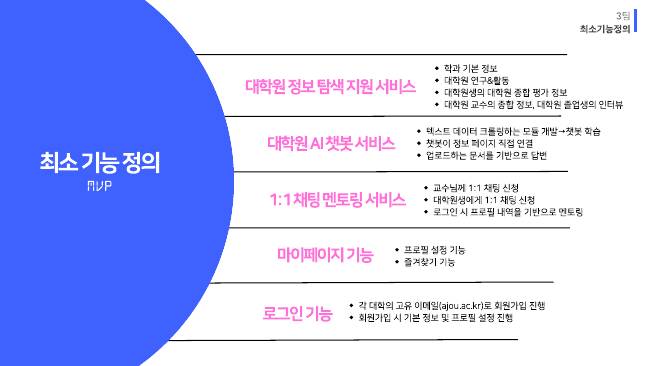 3팀
최소기능정의
최소 기능 정의
MVP
대학원 정보 탐색 지원 서비스
◆ 학과 기본 정보
◆ 대학원 연구&활동
◆ 대학원생의 대학원 종합 평가 정보
◆ 대학원 교수의 종합 정보, 대학원 졸업생의 인터뷰
대학원 AI 챗봇 서비스
◆ 텍스트 데이터 크롤링하는 모듈 개발→챗봇 학습
◆ 챗봇이 정보 페이지 직접 연결
◆ 업로드하는 문서를 기반으로 답변
1:1 채팅 멘토링 서비스
◆ 교수님께 1:1 채팅 신청
◆ 대학원생에게 1:1 채팅 신청
◆ 로그인 시 프로필 내역을 기반으로 멘토링
마이페이지 기능
◆ 프로필 설정 기능
◆ 즐겨찾기 기능
로그인 기능
◆ 각 대학의 고유 이메일(ajou.ac.kr)로 회원가입 진행
◆ 회원가입 시 기본 정보 및 프로필 설정 진행